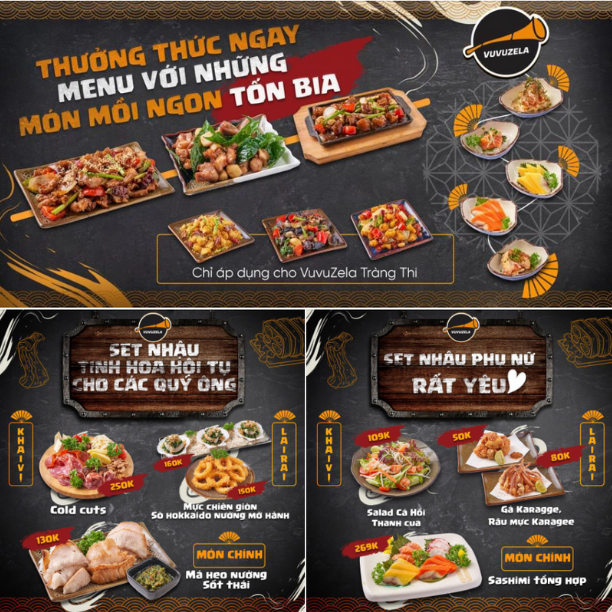 THƯỞNG THỨC NGAY
MENU VỚI NHỮNG
MÓN MỒI NGON TỐN BIA
VUVUZELA
Chỉ áp dụng cho VuvuZela Tràng Thi
VUVUZELA
SET NHẬU
TINH HOA HỘI TỤ
CHO CÁC QUÝ ÔNG
KHAI VỊ
LAI RAI
250K
160K
150K
Cold cuts
Mực chiên giòn
Sò Hokkaido nướng mỡ hành
130K
MÓN CHÍNH
Má heo nướng
Sốt thái
VUVUZELA
SET NHẬU PHỤ NỮ
RẤT YÊU
KHAI VỊ
LAI RAI
109K
50K
80K
Salad Cá Hồi
Thanh cua
Gà Karagge,
Râu mực Karagee
269K
MÓN CHÍNH
Sashimi tổng hợp